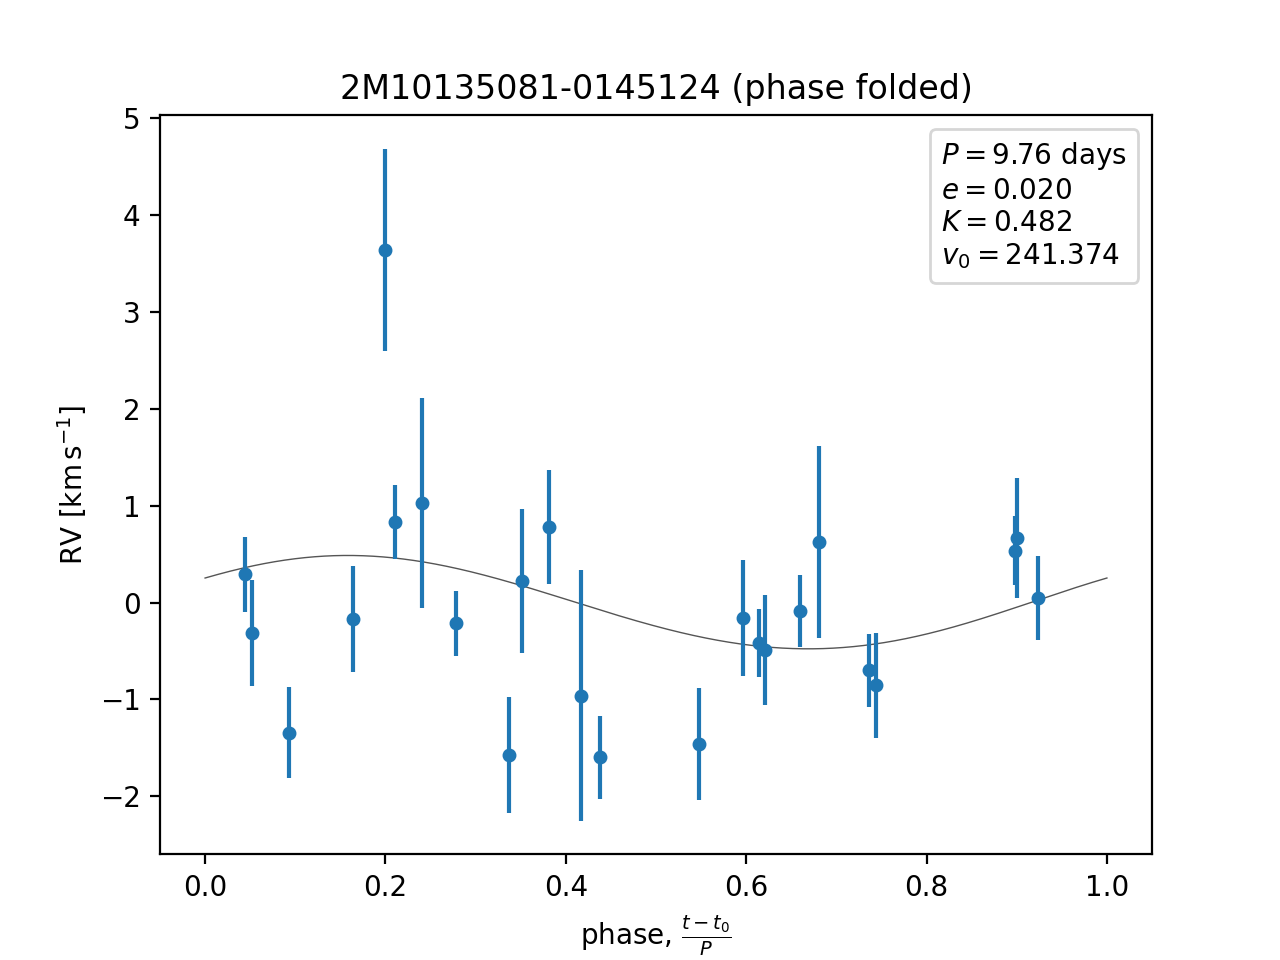 2M10135081-0145124 (phase folded)
P = 9.76 days
e = 0.020
K = 0.482
v₀ = 241.374
5
4
3
2
1
0
−1
−2
RV [km s⁻¹]
0.0 0.2 0.4 0.6 0.8 1.0
phase, (t − t₀)/P